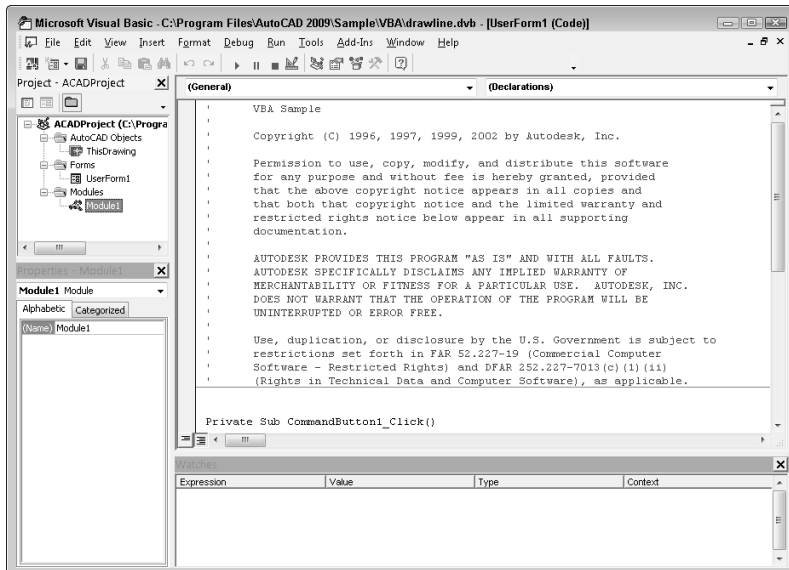 Microsoft Visual Basic - C:\Program Files\AutoCAD 2009\Sample\VBA\drawline.dvb - [UserForm1 (Code)]
File Edit View Insert Format Debug Run Tools Add-Ins Window Help
Project - ACADProject
ACADProject (C:\Progra
AutoCAD Objects
ThisDrawing
Forms
UserForm1
Modules
Module1
Properties - Module1
Module1 Module
Alphabetic Categorized
(Name) Module1
(General) (Declarations)
'
' VBA Sample
'
' Copyright (C) 1996, 1997, 1999, 2002 by Autodesk, Inc.
'
' Permission to use, copy, modify, and distribute this software
' for any purpose and without fee is hereby granted, provided
' that the above copyright notice appears in all copies and
' that both that copyright notice and the limited warranty and
' restricted rights notice below appear in all supporting
' documentation.
'
' AUTODESK PROVIDES THIS PROGRAM "AS IS" AND WITH ALL FAULTS.
' AUTODESK SPECIFICALLY DISCLAIMS ANY IMPLIED WARRANTY OF
' MERCHANTABILITY OR FITNESS FOR A PARTICULAR USE. AUTODESK, INC.
' DOES NOT WARRANT THAT THE OPERATION OF THE PROGRAM WILL BE
' UNINTERRUPTED OR ERROR FREE.
'
' Use, duplication, or disclosure by the U.S. Government is subject to
' restrictions set forth in FAR 52.227-19 (Commercial Computer
' Software - Restricted Rights) and DFAR 252.227-7013(c)(1)(ii)
' (Rights in Technical Data and Computer Software), as applicable.
Private Sub CommandButton1_Click()
Watches
Expression Value Type Context